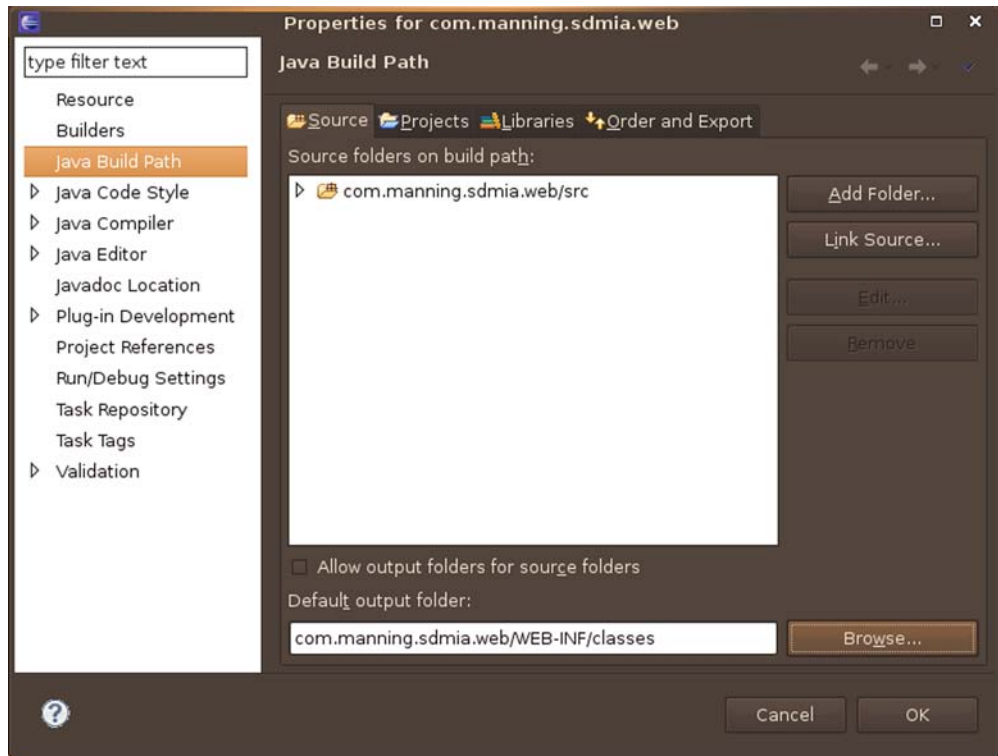 Properties for com.manning.sdmia.web
type filter text
Resource
Builders
Java Build Path
Java Code Style
Java Compiler
Java Editor
Javadoc Location
Plug-in Development
Project References
Run/Debug Settings
Task Repository
Task Tags
Validation
Java Build Path
Source Projects Libraries Order and Export
Source folders on build path:
com.manning.sdmia.web/src
Add Folder...
Link Source...
Edit...
Remove
Allow output folders for source folders
Default output folder:
com.manning.sdmia.web/WEB-INF/classes
Browse...
?
Cancel
OK